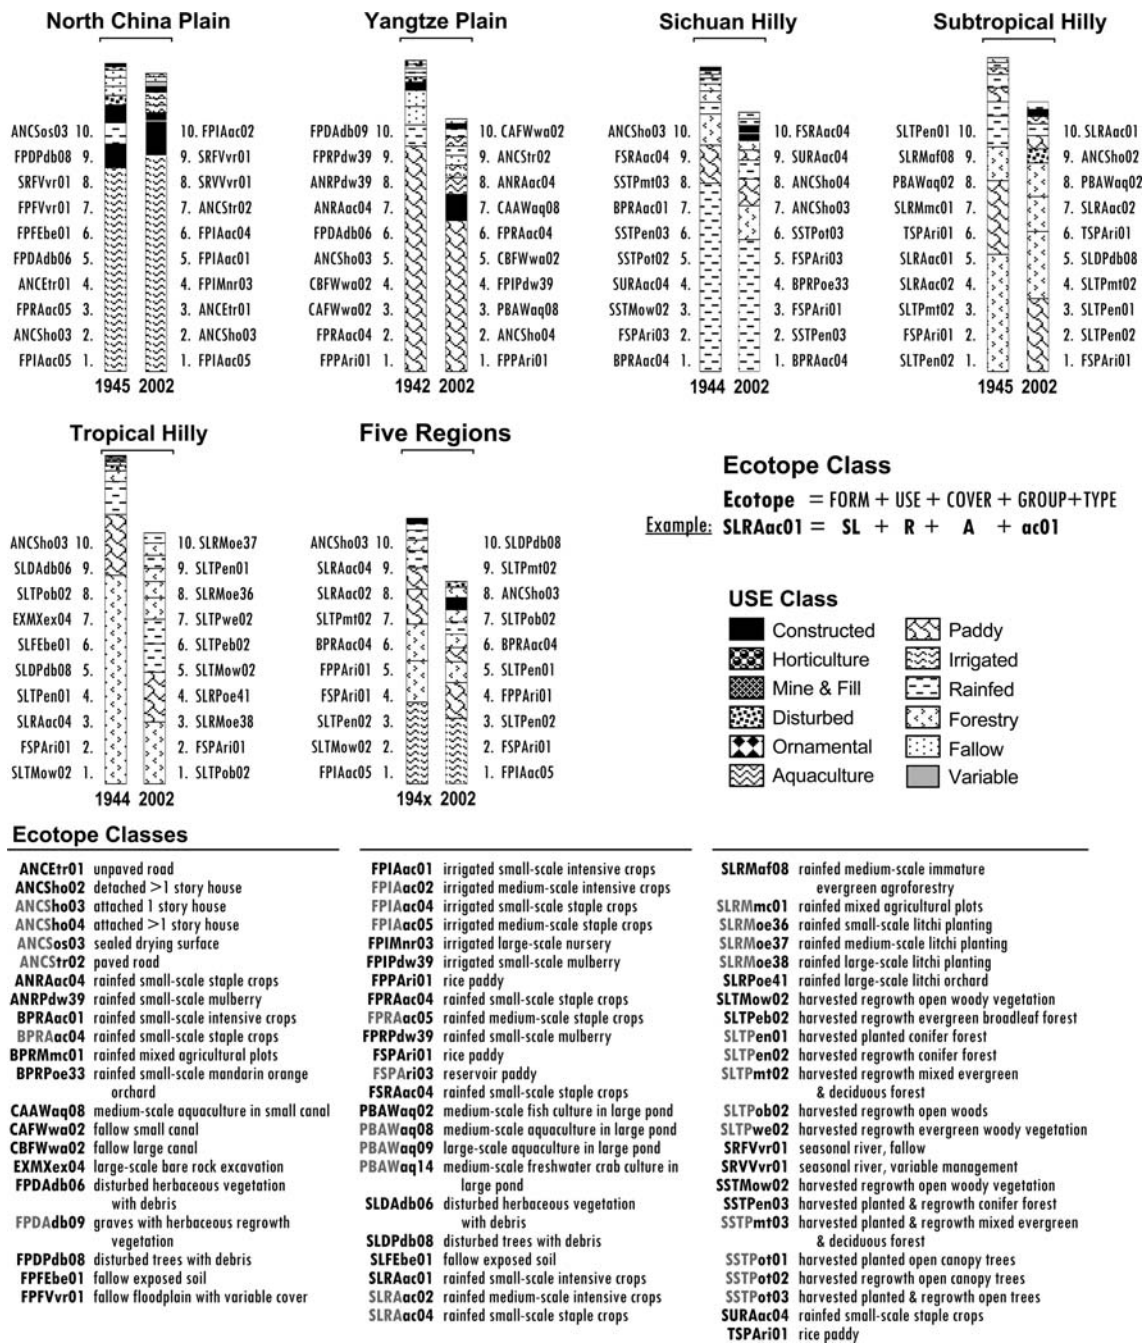 North China Plain
Yangtze Plain
Sichuan Hilly
Subtropical Hilly
ANCSos03 10.
FPDPdb08 9.
SRFVvr01 8.
FPFVvr01 7.
FPFEbe01 6.
FPDAdb06 5.
ANCEtr01 4.
FPRAac05 3.
ANCSho03 2.
FPIAac05 1.
1945 2002
10. FPIAac02
9. SRFVvr01
8. SRVVvr01
7. ANCStr02
6. FPIAac04
5. FPIAac01
4. FPIMnr03
3. ANCEtr01
2. ANCSho03
1. FPIAac05
FPDAdb09 10.
FPRPdw39 9.
ANRPdw39 8.
ANRAac04 7.
FPDAdb06 6.
ANCSho03 5.
CBFWwa02 4.
CAFWwa02 3.
FPRAac04 2.
FPPAri01 1.
1942 2002
10. CAFWwa02
9. ANCStr02
8. ANRAac04
7. CAAWaq08
6. FPRAac04
5. CBFWwa02
4. FPIPdw39
3. PBAWaq08
2. ANCSho04
1. FPPAri01
ANCSho03 10.
FSRAac04 9.
SSTPmt03 8.
BPRAac01 7.
SSTPen03 6.
SSTPot02 5.
SURAac04 4.
SSTMow02 3.
FSPAri03 2.
BPRAac04 1.
1944 2002
10. FSRAac04
9. SURAac04
8. ANCSho04
7. ANCSho03
6. SSTPot03
5. FSPAri03
4. BPRPoe33
3. FSPAri01
2. SSTPen03
1. BPRAac04
SLTPen01 10.
SLRMaf08 9.
PBAWaq02 8.
SLRMmc01 7.
TSPAri01 6.
SLRAac01 5.
SLRAac02 4.
SLTPmt02 3.
FSPAri01 2.
SLTPen02 1.
1945 2002
10. SLRAac01
9. ANCSho02
8. PBAWaq02
7. SLRAac02
6. TSPAri01
5. SLDPdb08
4. SLTPmt02
3. SLTPen01
2. SLTPen02
1. FSPAri01
Tropical Hilly
Five Regions
ANCSho03 10.
SLDAdb06 9.
SLTPob02 8.
EXMXex04 7.
SLFEbe01 6.
SLDPdb08 5.
SLTPen01 4.
SLRAac04 3.
FSPAri01 2.
SLTMow02 1.
1944 2002
10. SLRMoe37
9. SLTPen01
8. SLRMoe36
7. SLTPwe02
6. SLTPeb02
5. SLTMow02
4. SLRPoe41
3. SLRMoe38
2. FSPAri01
1. SLTPob02
ANCSho03 10.
SLRAac04 9.
SLRAac02 8.
SLTPmt02 7.
BPRAac04 6.
FPPAri01 5.
FSPAri01 4.
SLTPen02 3.
SLTMow02 2.
FPIAac05 1.
194x 2002
10. SLDPdb08
9. SLTPmt02
8. ANCSho03
7. SLTPob02
6. BPRAac04
5. SLTPen01
4. FPPAri01
3. SLTPen02
2. FSPAri01
1. FPIAac05
Ecotope Class
Ecotope = FORM + USE + COVER + GROUP+TYPE
Example: SLRAac01 = SL + R + A + ac01
USE Class
Constructed
Horticulture
Mine & Fill
Disturbed
Ornamental
Aquaculture
Paddy
Irrigated
Rainfed
Forestry
Fallow
Variable
Ecotope Classes
ANCEtr01 unpaved road
ANCSho02 detached >1 story house
ANCSho03 attached 1 story house
ANCSho04 attached >1 story house
ANCSos03 sealed drying surface
ANCStr02 paved road
ANRAac04 rainfed small-scale staple crops
ANRPdw39 rainfed small-scale mulberry
BPRAac01 rainfed small-scale intensive crops
BPRAac04 rainfed small-scale staple crops
BPRMmc01 rainfed mixed agricultural plots
BPRPoe33 rainfed small-scale mandarin orange
orchard
CAAWaq08 medium-scale aquaculture in small canal
CAFWwa02 fallow small canal
CBFWwa02 fallow large canal
EXMXex04 large-scale bare rock excavation
FPDAdb06 disturbed herbaceous vegetation
with debris
FPDAdb09 graves with herbaceous regrowth
vegetation
FPDPdb08 disturbed trees with debris
FPFEbe01 fallow exposed soil
FPFVvr01 fallow floodplain with variable cover
FPIAac01 irrigated small-scale intensive crops
FPIAac02 irrigated medium-scale intensive crops
FPIAac04 irrigated small-scale staple crops
FPIAac05 irrigated medium-scale staple crops
FPIMnr03 irrigated large-scale nursery
FPIPdw39 irrigated small-scale mulberry
FPPAri01 rice paddy
FPRAac04 rainfed small-scale staple crops
FPRAac05 rainfed medium-scale staple crops
FPRPdw39 rainfed small-scale mulberry
FSPAri01 rice paddy
FSPAri03 reservoir paddy
FSRAac04 rainfed small-scale staple crops
PBAWaq02 medium-scale fish culture in large pond
PBAWaq08 medium-scale aquaculture in large pond
PBAWaq09 large-scale aquaculture in large pond
PBAWaq14 medium-scale freshwater crab culture in
large pond
SLDAdb06 disturbed herbaceous vegetation
with debris
SLDPdb08 disturbed trees with debris
SLFEbe01 fallow exposed soil
SLRAac01 rainfed small-scale intensive crops
SLRAac02 rainfed medium-scale intensive crops
SLRAac04 rainfed small-scale staple crops
SLRMaf08 rainfed medium-scale immature
evergreen agroforestry
SLRMmc01 rainfed mixed agricultural plots
SLRMoe36 rainfed small-scale litchi planting
SLRMoe37 rainfed medium-scale litchi planting
SLRMoe38 rainfed large-scale litchi planting
SLRPoe41 rainfed large-scale litchi orchard
SLTMow02 harvested regrowth open woody vegetation
SLTPeb02 harvested regrowth evergreen broadleaf forest
SLTPen01 harvested planted conifer forest
SLTPen02 harvested regrowth conifer forest
SLTPmt02 harvested regrowth mixed evergreen
& deciduous forest
SLTPob02 harvested regrowth open woods
SLTPwe02 harvested regrowth evergreen woody vegetation
SRFVvr01 seasonal river, fallow
SRVVvr01 seasonal river, variable management
SSTMow02 harvested regrowth open woody vegetation
SSTPen03 harvested planted & regrowth conifer forest
SSTPmt03 harvested planted & regrowth mixed evergreen
& deciduous forest
SSTPot01 harvested planted open canopy trees
SSTPot02 harvested regrowth open canopy trees
SSTPot03 harvested planted & regrowth open trees
SURAac04 rainfed small-scale staple crops
TSPAri01 rice paddy